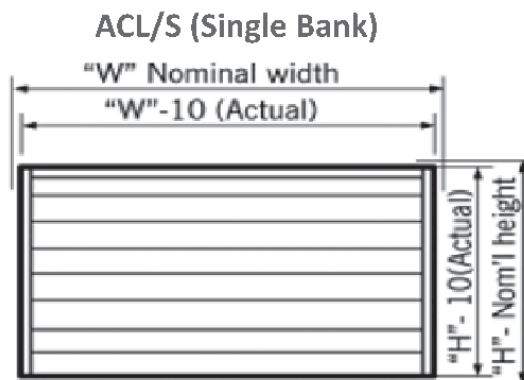 ACL/S (Single Bank)
“W” Nominal width
“W”-10 (Actual)
“H”- 10(Actual)
“H”- Nom'l height